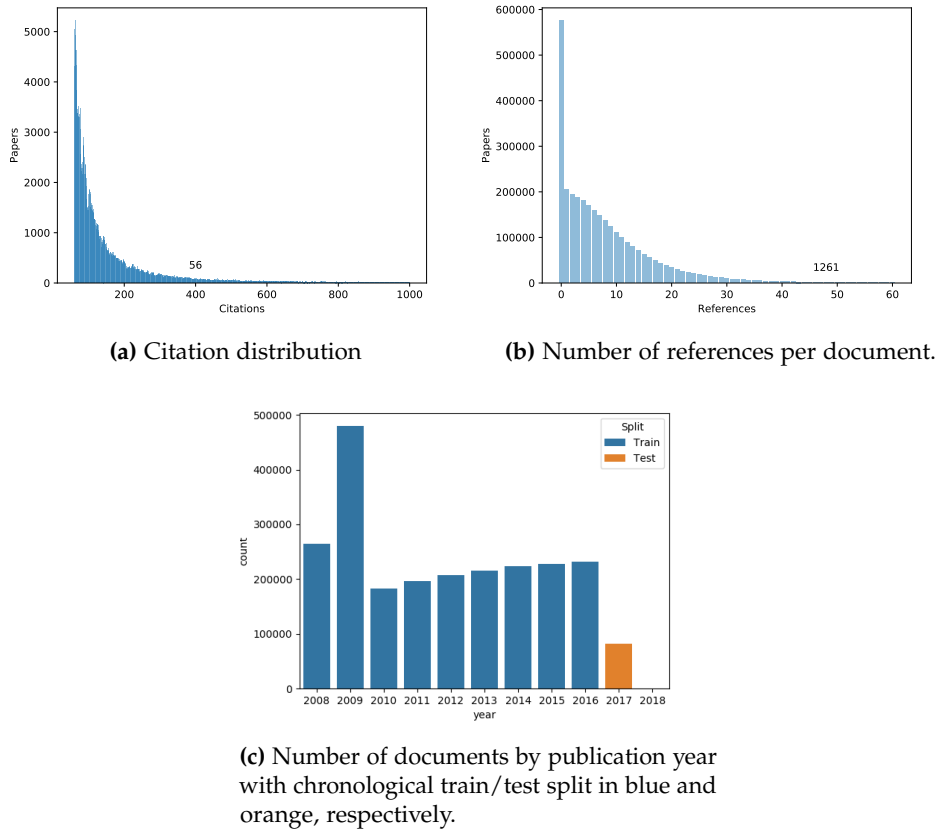 5000
4000
3000
2000
1000
0
Papers
56
200
400
600
800
1000
Citations
(a) Citation distribution
600000
500000
400000
300000
200000
100000
0
Papers
1261
0
10
20
30
40
50
60
References
(b) Number of references per document.
500000
400000
300000
200000
100000
0
count
Split
Train
Test
2008 2009 2010 2011 2012 2013 2014 2015 2016 2017 2018
year
(c) Number of documents by publication year
with chronological train/test split in blue and
orange, respectively.